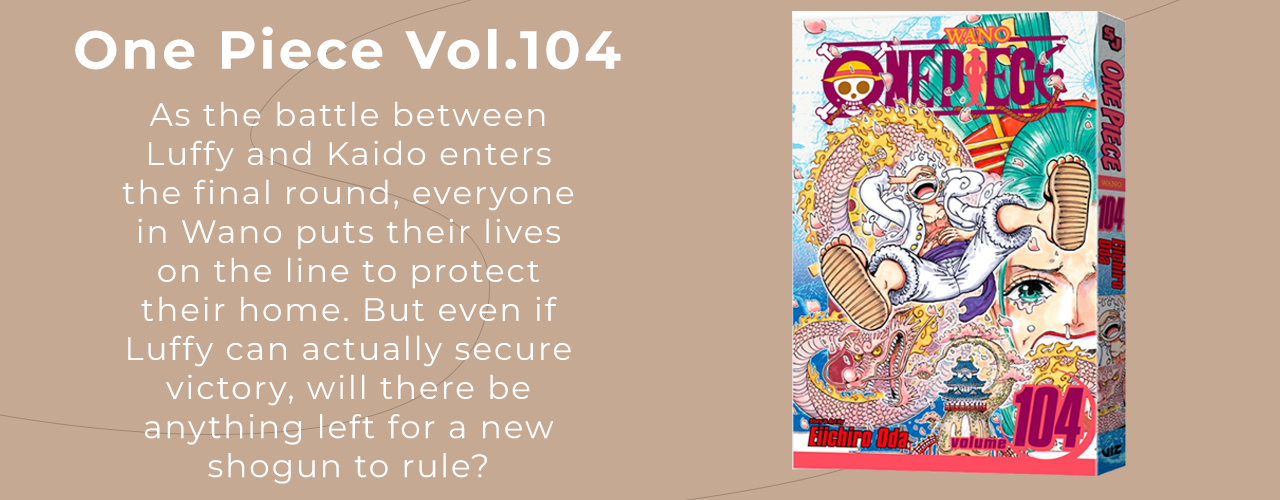 One Piece Vol.104
As the battle between
Luffy and Kaido enters
the final round, everyone
in Wano puts their lives
on the line to protect
their home. But even if
Luffy can actually secure
victory, will there be
anything left for a new
shogun to rule?
WANO
ONE PIECE
Eiichiro Oda
volume 104
SJ
ONE PIECE
WANO
104
Eiichiro
Oda
VIZ